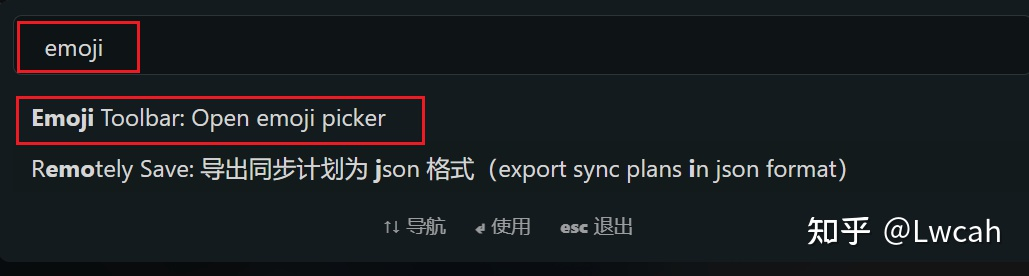 emoji
Emoji Toolbar: Open emoji picker
Remotely Save: 导出同步计划为 json 格式（export sync plans in json format）
↑↓ 导航 ↲ 使用 esc 退出
知乎 @Lwcah